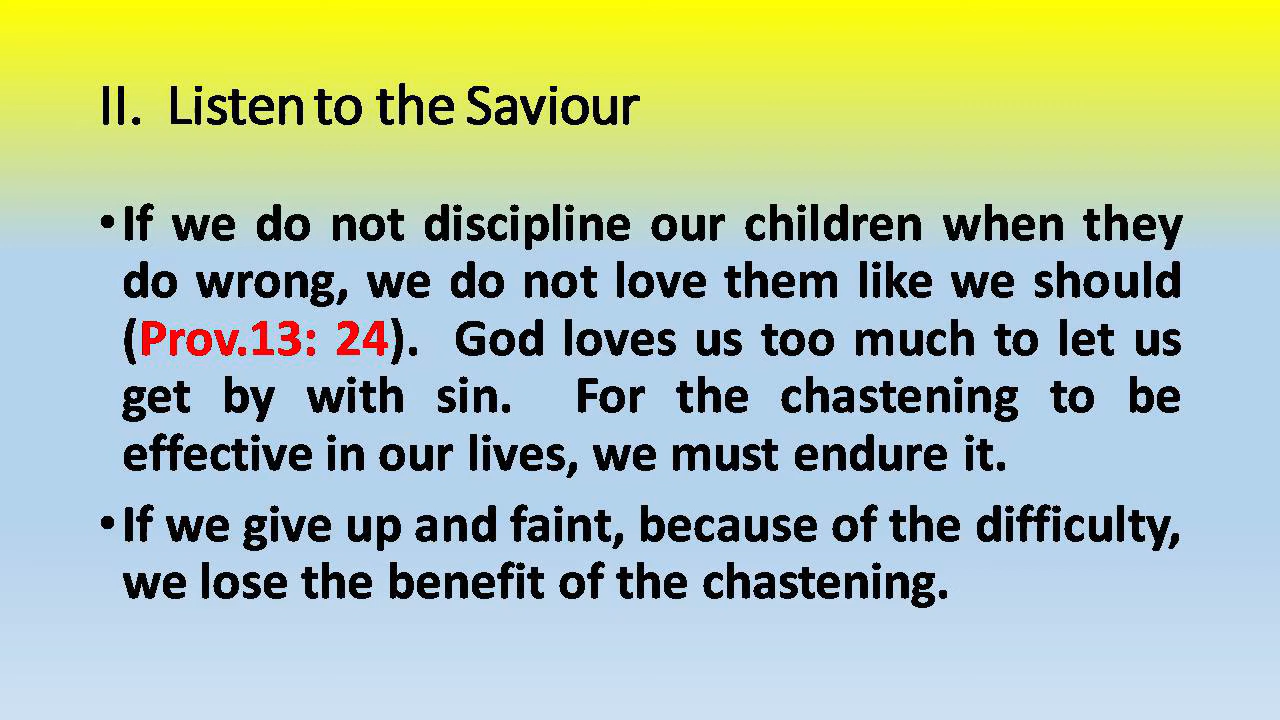 II. Listen to the Saviour
•If we do not discipline our children when they
do wrong, we do not love them like we should
(Prov.13: 24). God loves us too much to let us
get by with sin. For the chastening to be
effective in our lives, we must endure it.
•If we give up and faint, because of the difficulty,
we lose the benefit of the chastening.